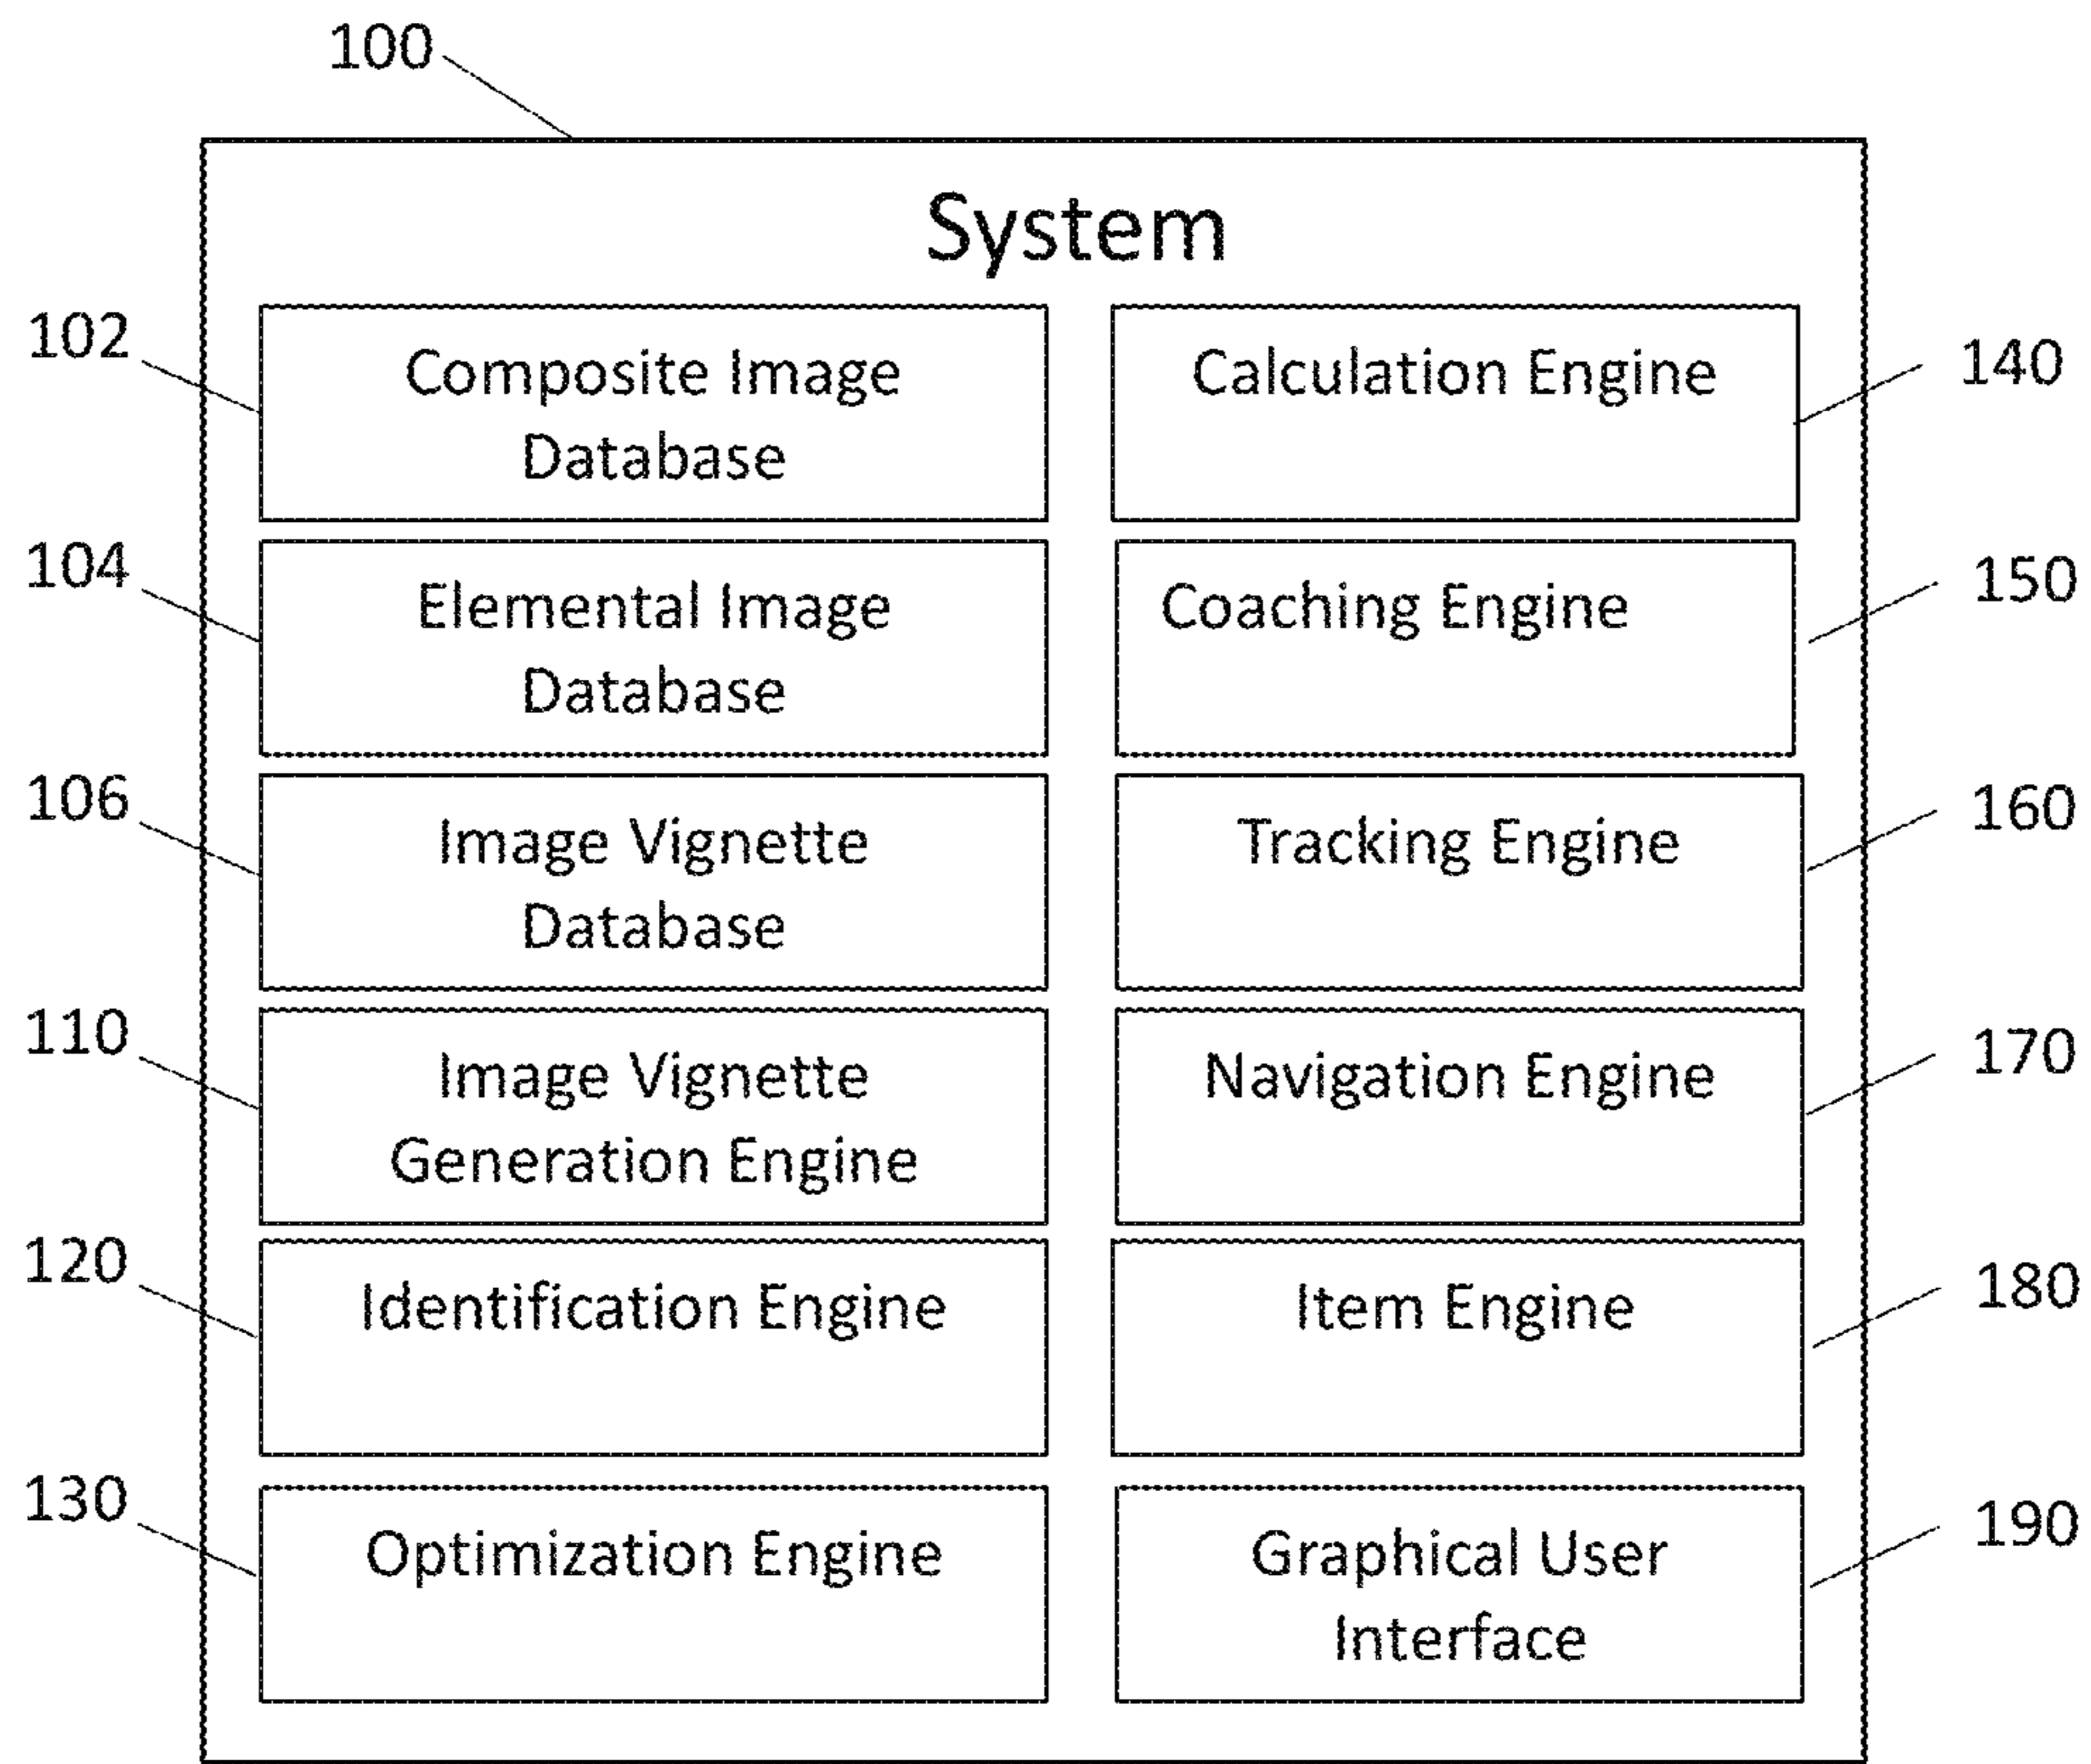 100
System
102
Composite Image
Database
Calculation Engine
140
104
Elemental Image
Database
Coaching Engine
150
106
Image Vignette
Database
Tracking Engine
160
110
Image Vignette
Generation Engine
Navigation Engine
170
120
Identification Engine
Item Engine
180
130
Optimization Engine
Graphical User
Interface
190